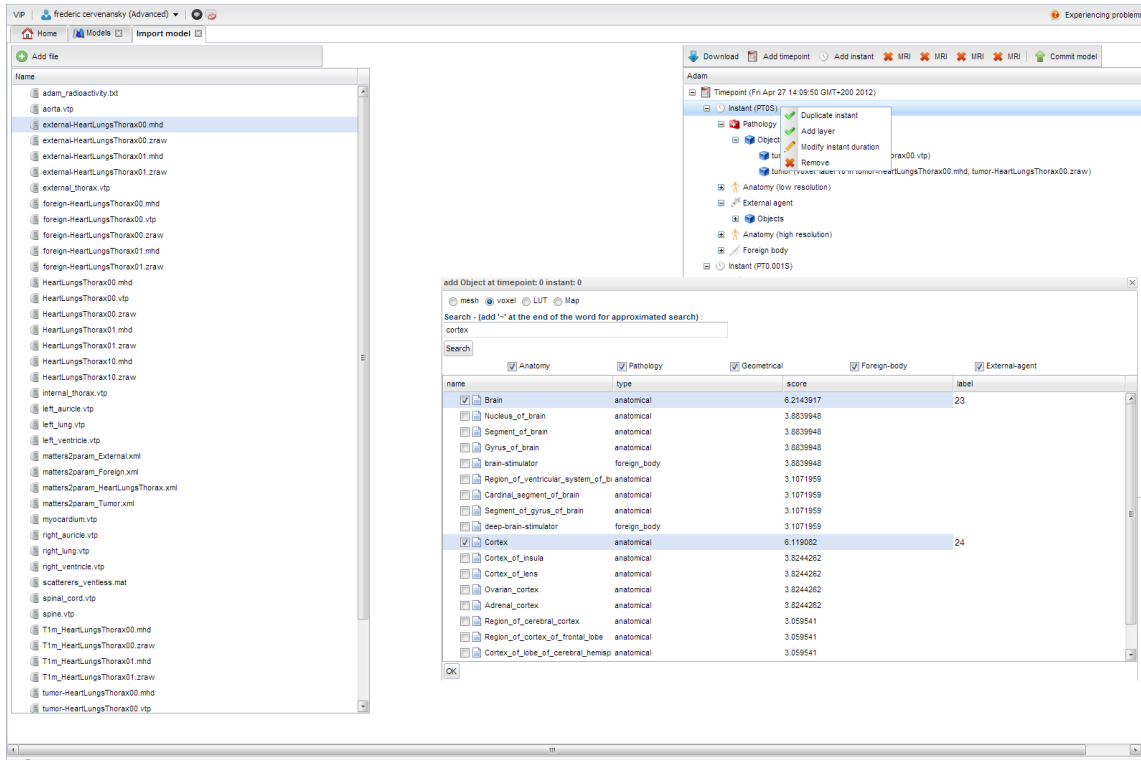 VIP frederic cervenansky (Advanced) Experiencing problems
Home Models Import model
Add file
Name
adam_radioactivity.txt
aorta.vtp
external-HeartLungsThorax00.mhd
external-HeartLungsThorax00.zraw
external-HeartLungsThorax01.mhd
external-HeartLungsThorax01.zraw
external_thorax.vtp
foreign-HeartLungsThorax00.mhd
foreign-HeartLungsThorax00.vtp
foreign-HeartLungsThorax00.zraw
foreign-HeartLungsThorax01.mhd
foreign-HeartLungsThorax01.zraw
HeartLungsThorax00.mhd
HeartLungsThorax00.vtp
HeartLungsThorax00.zraw
HeartLungsThorax01.mhd
HeartLungsThorax01.zraw
HeartLungsThorax10.mhd
HeartLungsThorax10.zraw
internal_thorax.vtp
left_auricle.vtp
left_lung.vtp
left_ventricle.vtp
matters2param_External.xml
matters2param_Foreign.xml
matters2param_HeartLungsThorax.xml
matters2param_Tumor.xml
myocardium.vtp
right_auricle.vtp
right_lung.vtp
right_ventricle.vtp
scatterers_ventless.mat
spinal_cord.vtp
spine.vtp
T1m_HeartLungsThorax00.mhd
T1m_HeartLungsThorax00.zraw
T1m_HeartLungsThorax01.mhd
T1m_HeartLungsThorax01.zraw
tumor-HeartLungsThorax00.mhd
tumor-HeartLungsThorax00.vtp
Download Add timepoint Add instant MRI MRI MRI MRI Commit model
Adam
Timepoint (Fri Apr 27 14:09:50 GMT+200 2012)
Instant (PT0S)
Duplicate instant
Add layer
Modify instant duration
Remove
Pathology
Objects
rax00.vtp)
tumor (voxel label 10 in tumor-HeartLungsThorax00.mhd, tumor-HeartLungsThorax00.zraw)
Anatomy (low resolution)
External agent
Objects
Anatomy (high resolution)
Foreign body
Instant (PT0.001S)
add Object at timepoint: 0 instant: 0
mesh voxel LUT Map
Search - (add '~' at the end of the word for approximated search) :
cortex
Search
Anatomy Pathology Geometrical Foreign-body External-agent
name type score label
Brain anatomical 6.2143917 23
Nucleus_of_brain anatomical 3.8839948
Segment_of_brain anatomical 3.8839948
Gyrus_of_brain anatomical 3.8839948
brain-stimulator foreign_body 3.8839948
Region_of_ventricular_system_of_br anatomical 3.1071959
Cardinal_segment_of_brain anatomical 3.1071959
Segment_of_gyrus_of_brain anatomical 3.1071959
deep-brain-stimulator foreign_body 3.1071959
Cortex anatomical 6.119082 24
Cortex_of_insula anatomical 3.8244262
Cortex_of_lens anatomical 3.8244262
Ovarian_cortex anatomical 3.8244262
Adrenal_cortex anatomical 3.8244262
Region_of_cerebral_cortex anatomical 3.059541
Region_of_cortex_of_frontal_lobe anatomical 3.059541
Cortex_of_lobe_of_cerebral_hemisp anatomical 3.059541
OK